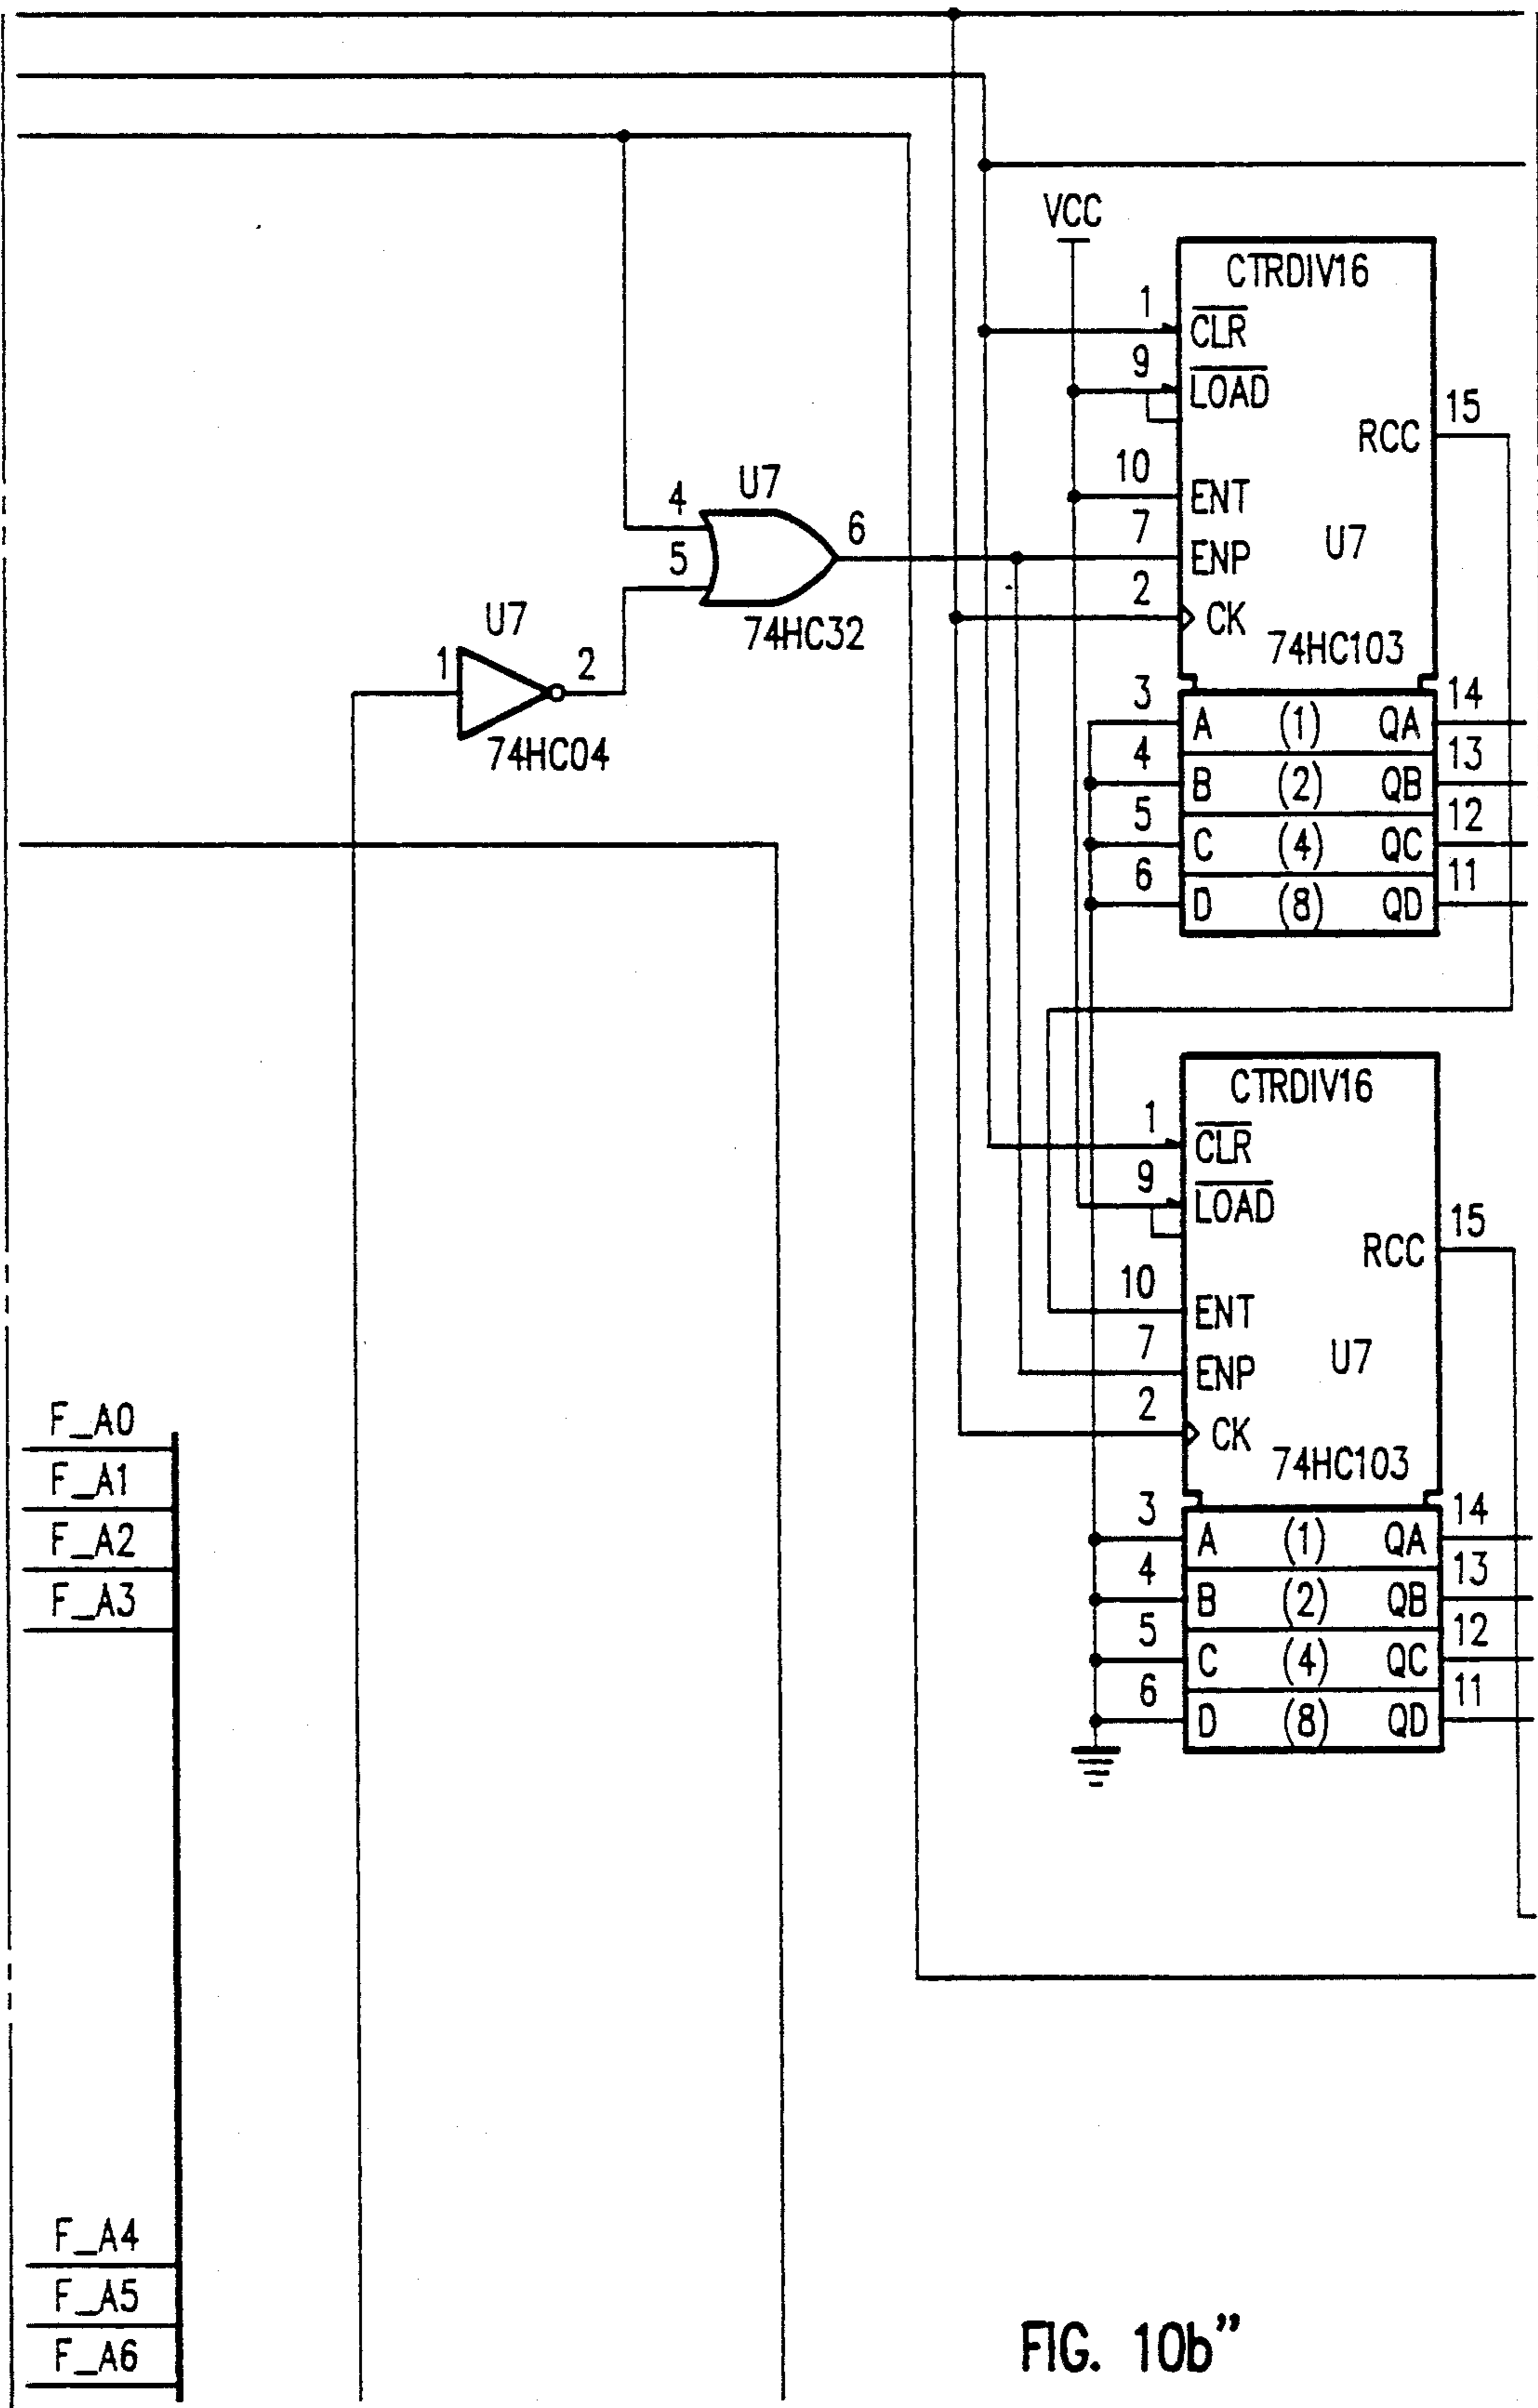 VCC
CTRDIV16
1
CLR
9
LOAD
15
RCC
10
ENT
7
ENP
U7
2
CK
74HC103
3
A (1) QA
14
4
B (2) QB
13
5
C (4) QC
12
6
D (8) QD
11
U7
4
5
6
74HC32
U7
1
2
74HC04
CTRDIV16
1
CLR
9
LOAD
15
RCC
10
ENT
7
ENP
U7
2
CK
74HC103
3
A (1) QA
14
4
B (2) QB
13
5
C (4) QC
12
6
D (8) QD
11
F_A0
F_A1
F_A2
F_A3
F_A4
F_A5
F_A6
FIG. 10b”